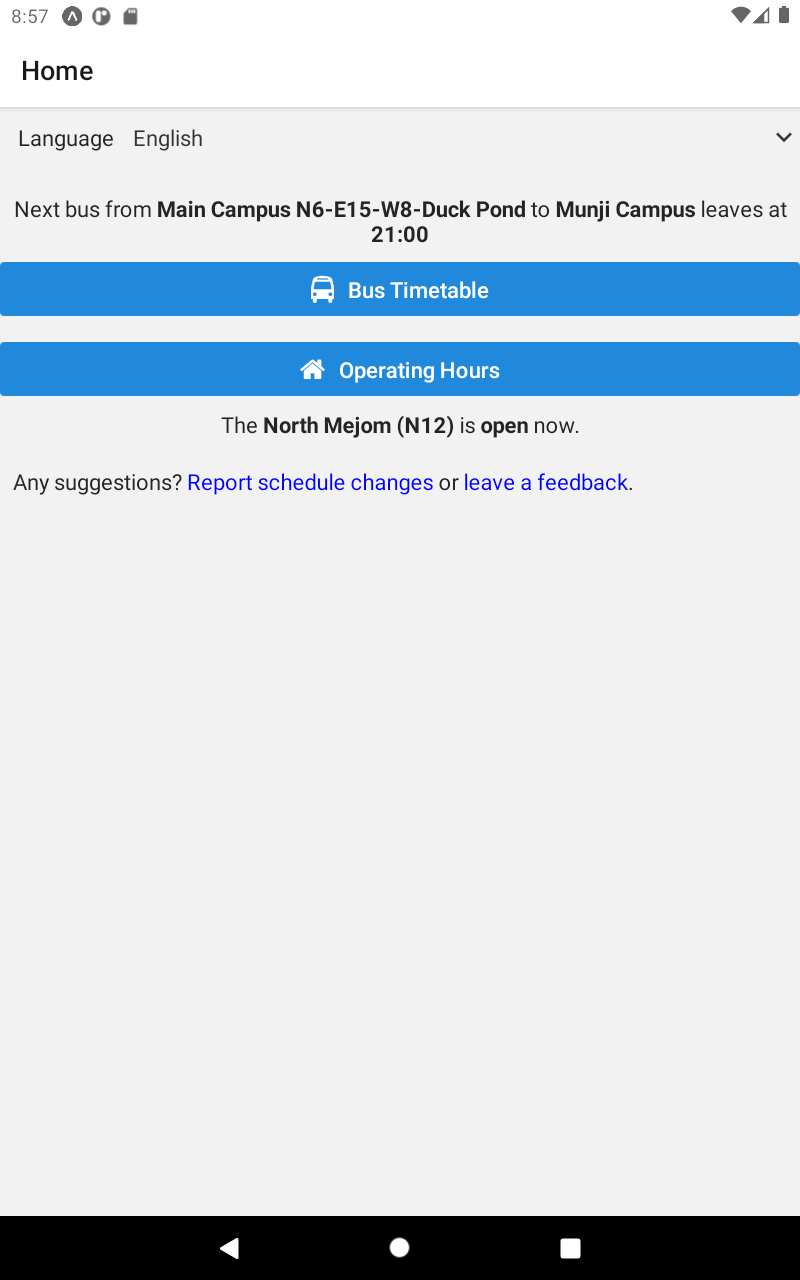 8:57
Home
Language English
Next bus from Main Campus N6-E15-W8-Duck Pond to Munji Campus leaves at
21:00
Bus Timetable
Operating Hours
The North Mejom (N12) is open now.
Any suggestions? Report schedule changes or leave a feedback.